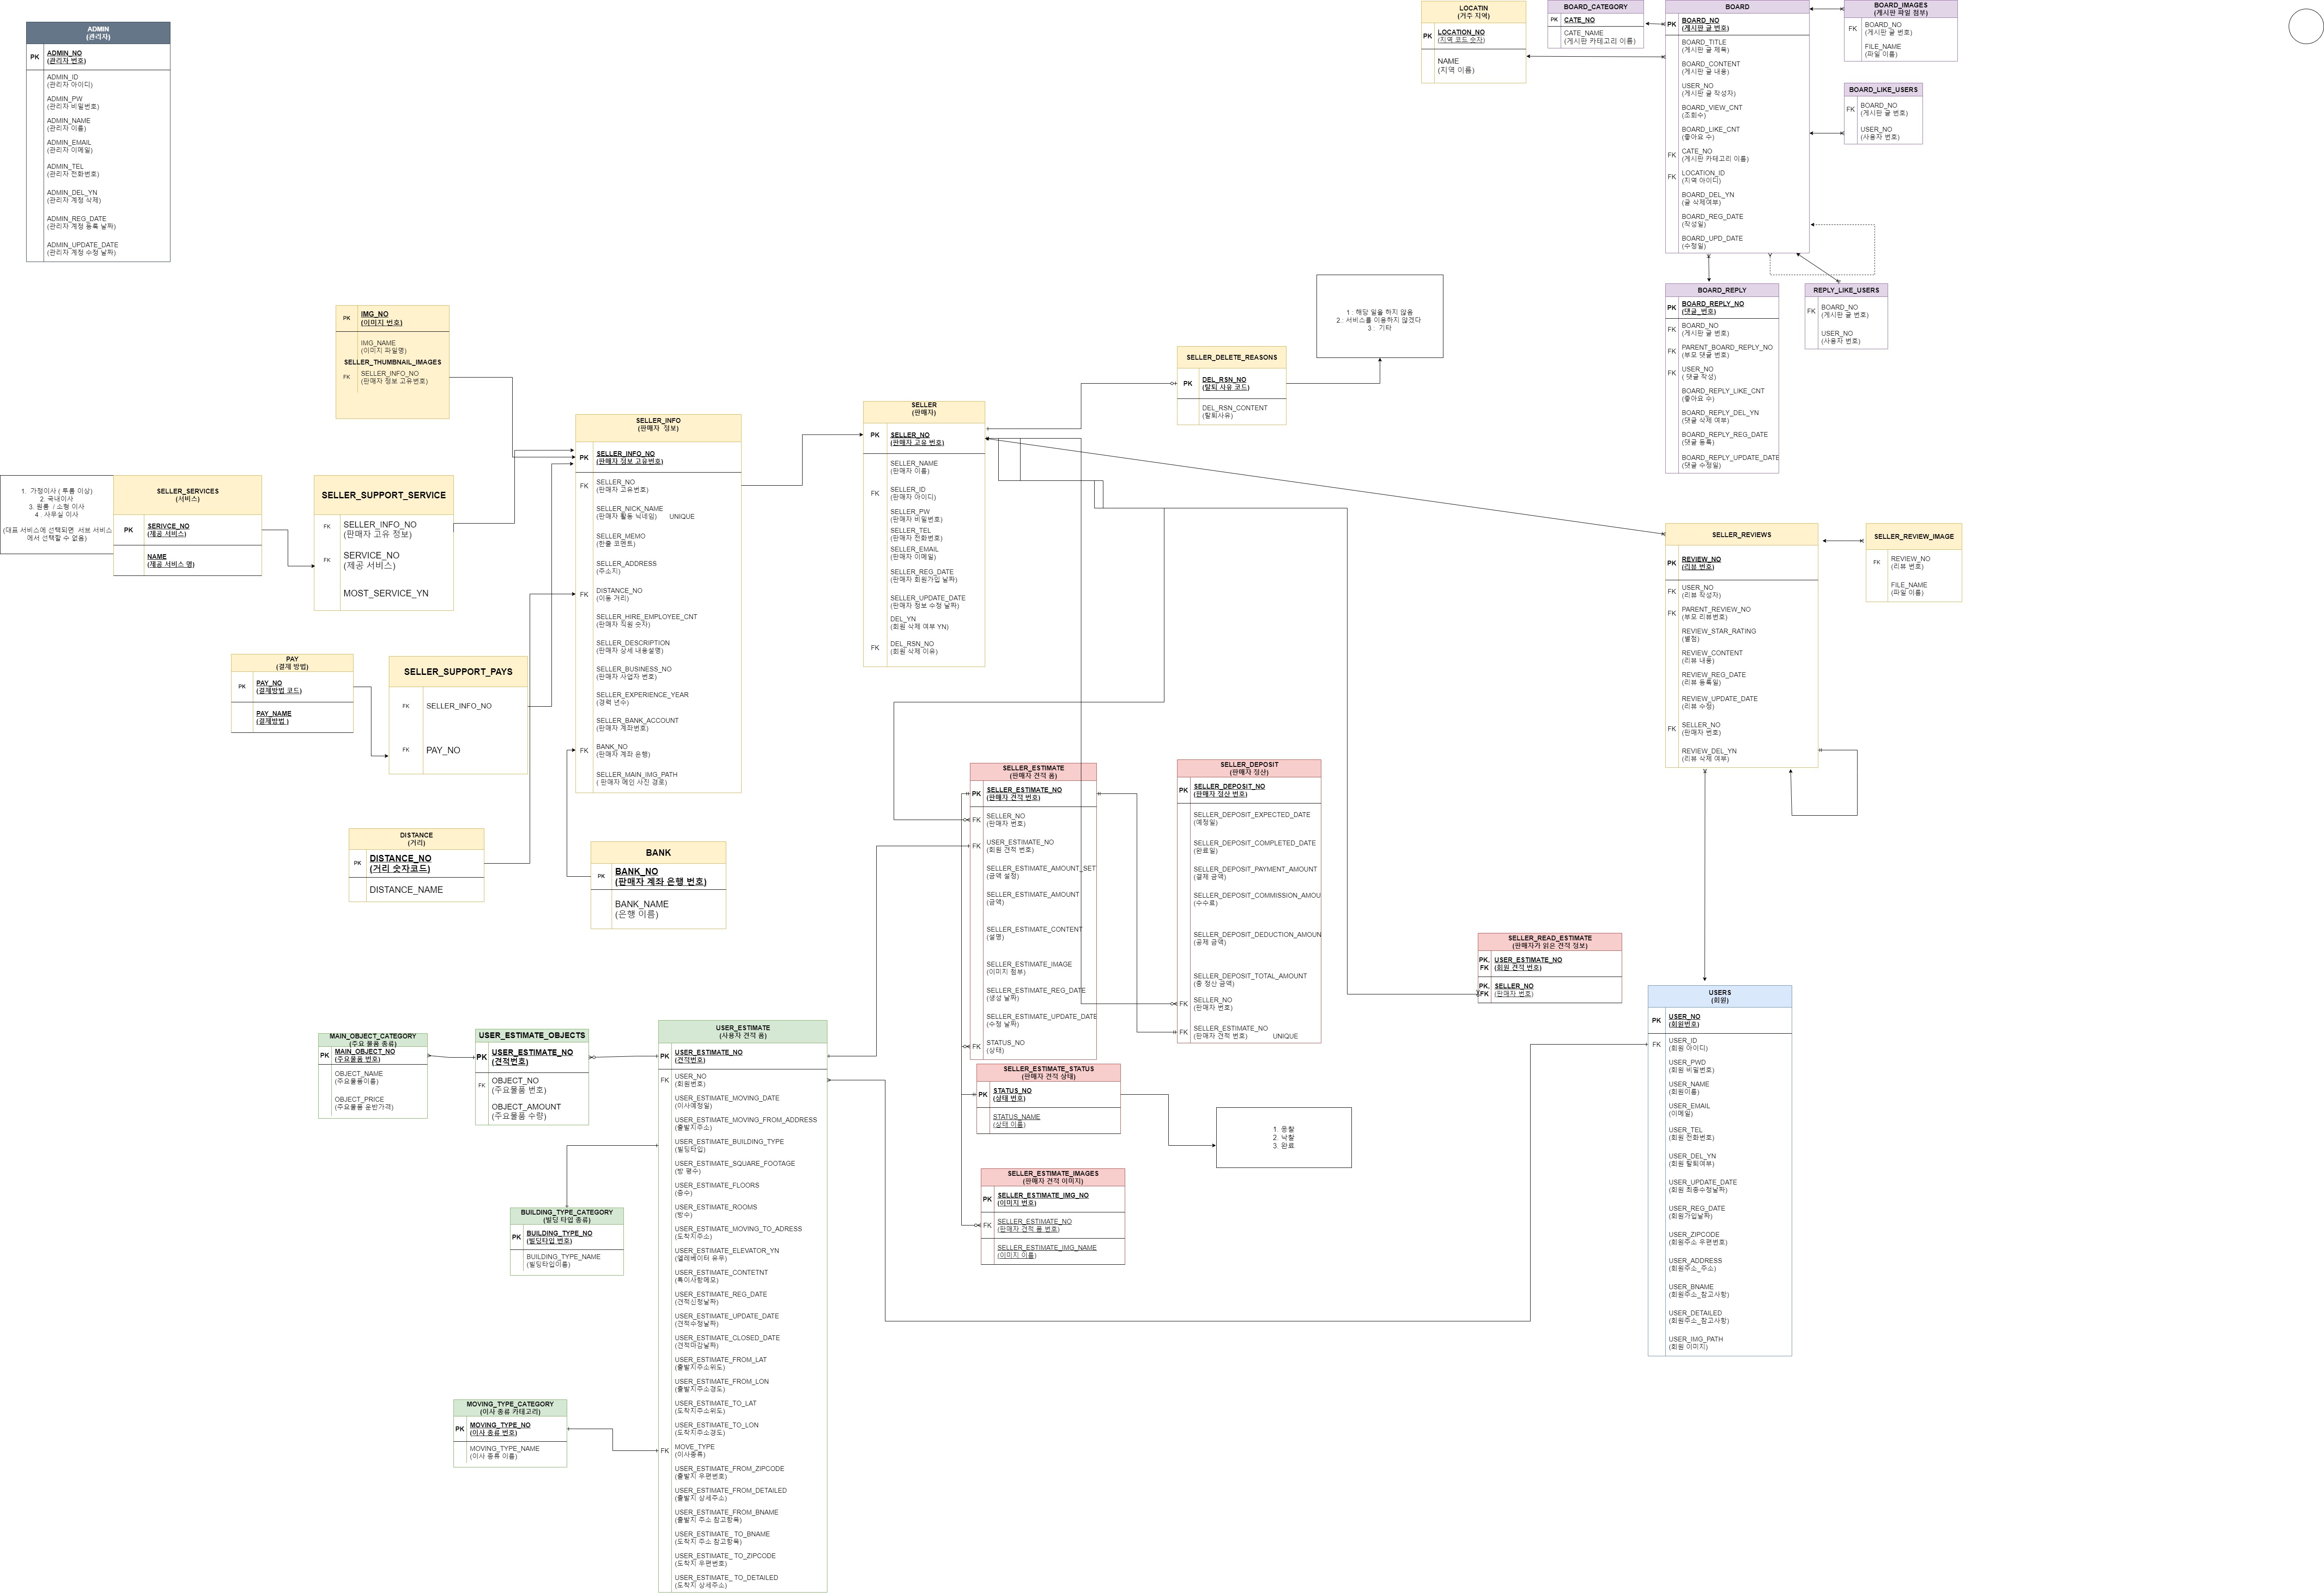 ADMIN
(관리자)
PK
ADMIN_NO
(관리자 번호)
ADMIN_ID
(관리자 아이디)
ADMIN_PW
(관리자 비밀번호)
ADMIN_NAME
(관리자 이름)
ADMIN_EMAIL
(관리자 이메일)
ADMIN_TEL
(관리자 전화번호)
ADMIN_DEL_YN
(관리자 계정 삭제)
ADMIN_REG_DATE
(관리자 계정 등록 날짜)
ADMIN_UPDATE_DATE
(관리자 계정 수정 날짜)
LOCATIN
(거주 지역)
PK
LOCATION_NO
(지역 코드 숫자)
NAME
(지역 이름)
BOARD_CATEGORY
PK
CATE_NO
CATE_NAME
(게시판 카테고리 이름)
BOARD
PK
BOARD_NO
(게시판 글 번호)
BOARD_TITLE
(게시판 글 제목)
BOARD_CONTENT
(게시판 글 내용)
USER_NO
(게시판 글 작성자)
BOARD_VIEW_CNT
(조회수)
BOARD_LIKE_CNT
(좋아요 수)
FK
CATE_NO
(게시판 카테고리 이름)
FK
LOCATION_ID
(지역 아이디)
BOARD_DEL_YN
(글 삭제여부)
BOARD_REG_DATE
(작성일)
BOARD_UPD_DATE
(수정일)
BOARD_IMAGES
(게시판 파일 첨부)
FK
BOARD_NO
(게시판 글 번호)
FILE_NAME
(파일 이름)
BOARD_LIKE_USERS
FK
BOARD_NO
(게시판 글 번호)
USER_NO
(사용자 번호)
BOARD_REPLY
PK
BOARD_REPLY_NO
(댓글_번호)
FK
BOARD_NO
(게시판 글 번호)
FK
PARENT_BOARD_REPLY_NO
(부모 댓글 번호)
FK
USER_NO
( 댓글 작성)
BOARD_REPLY_LIKE_CNT
(좋아요 수)
BOARD_REPLY_DEL_YN
(댓글 삭제 여부)
BOARD_REPLY_REG_DATE
(댓글 등록)
BOARD_REPLY_UPDATE_DATE
(댓글 수정일)
REPLY_LIKE_USERS
FK
BOARD_NO
(게시판 글 번호)
USER_NO
(사용자 번호)
PK
IMG_NO
(이미지 번호)
IMG_NAME
(이미지 파일명)
SELLER_THUMBNAIL_IMAGES
FK
SELLER_INFO_NO
(판매자 정보 고유번호)
1 : 해당 일을 하지 않음
2 : 서비스를 이용하지 않겠다
3 : 기타
SELLER_DELETE_REASONS
PK
DEL_RSN_NO
(탈퇴 사유 코드)
DEL_RSN_CONTENT
(탈퇴사유)
SELLER_INFO
(판매자 정보)
PK
SELLER_INFO_NO
(판매자 정보 고유번호)
FK
SELLER_NO
(판매자 고유번호)
SELLER_NICK_NAME
(판매자 활동 닉네임) UNIQUE
SELLER_MEMO
(한줄 코멘트)
SELLER_ADDRESS
(주소지)
FK
DISTANCE_NO
(이동 거리)
SELLER_HIRE_EMPLOYEE_CNT
(판매자 직원 숫자)
SELLER_DESCRIPTION
(판매자 상세 내용설명)
SELLER_BUSINESS_NO
(판매자 사업자 번호)
SELLER_EXPERIENCE_YEAR
(경력 년수)
SELLER_BANK_ACCOUNT
(판매자 계좌번호)
FK
BANK_NO
(판매자 계좌 은행)
SELLER_MAIN_IMG_PATH
( 판매자 메인 사진 경로)
SELLER
(판매자)
PK
SELLER_NO
(판매자 고유 번호)
SELLER_NAME
(판매자 이름)
FK
SELLER_ID
(판매자 아이디)
SELLER_PW
(판매자 비밀번호)
SELLER_TEL
(판매자 전화번호)
SELLER_EMAIL
(판매자 이메일)
SELLER_REG_DATE
(판매자 회원가입 날짜)
SELLER_UPDATE_DATE
(판매자 정보 수정 날짜)
DEL_YN
(회원 삭제 여부 YN)
FK
DEL_RSN_NO
(회원 삭제 이유)
1. 가정이사 ( 투룸 이상)
2. 국내이사
3. 원룸 / 소형 이사
4 . 사무실 이사
(대표 서비스에 선택되면 서브 서비스
에서 선택할 수 없음)
SELLER_SERVICES
(서비스)
PK
SERIVCE_NO
(제공 서비스)
NAME
(제공 서비스 명)
SELLER_SUPPORT_SERVICE
FK
SELLER_INFO_NO
(판매자 고유 정보)
FK
SERVICE_NO
(제공 서비스)
MOST_SERVICE_YN
PAY
(결제 방법)
PK
PAY_NO
(결제방법 코드)
PAY_NAME
(결제방법 )
SELLER_SUPPORT_PAYS
FK
SELLER_INFO_NO
FK
PAY_NO
DISTANCE
(거리)
PK
DISTANCE_NO
(거리 숫자코드)
DISTANCE_NAME
BANK
PK
BANK_NO
(판매자 계좌 은행 번호)
BANK_NAME
(은행 이름)
SELLER_REVIEWS
PK
REVIEW_NO
(리뷰 번호)
FK
USER_NO
(리뷰 작성자)
FK
PARENT_REVIEW_NO
(부모 리뷰번호)
REVIEW_STAR_RATING
(별점)
REVIEW_CONTENT
(리뷰 내용)
REVIEW_REG_DATE
(리뷰 등록일)
REVIEW_UPDATE_DATE
(리뷰 수정)
FK
SELLER_NO
(판매자 번호)
REVIEW_DEL_YN
(리뷰 삭제 여부)
SELLER_REVIEW_IMAGE
FK
REVIEW_NO
(리뷰 번호)
FILE_NAME
(파일 이름)
SELLER_ESTIMATE
(판매자 견적 폼)
PK
SELLER_ESTIMATE_NO
(판매자 견적 번호)
FK
SELLER_NO
(판매자 번호)
FK
USER_ESTIMATE_NO
(회원 견적 번호)
SELLER_ESTIMATE_AMOUNT_SET
(금액 설정)
SELLER_ESTIMATE_AMOUNT
(금액)
SELLER_ESTIMATE_CONTENT
(설명)
SELLER_ESTIMATE_IMAGE
(이미지 첨부)
SELLER_ESTIMATE_REG_DATE
(생성 날짜)
SELLER_ESTIMATE_UPDATE_DATE
(수정 날짜)
FK
STATUS_NO
(상태)
SELLER_DEPOSIT
(판매자 정산)
PK
SELLER_DEPOSIT_NO
(판매자 정산 번호)
SELLER_DEPOSIT_EXPECTED_DATE
(예정일)
SELLER_DEPOSIT_COMPLETED_DATE
(완료일)
SELLER_DEPOSIT_PAYMENT_AMOUNT
(결제 금액)
SELLER_DEPOSIT_COMMISSION_AMOU
(수수료)
SELLER_DEPOSIT_DEDUCTION_AMOUN
(공제 금액)
SELLER_DEPOSIT_TOTAL_AMOUNT
(총 정산 금액)
FK
SELLER_NO
(판매자 번호)
FK
SELLER_ESTIMATE_NO
(판매자 견적 번호) UNIQUE
SELLER_READ_ESTIMATE
(판매자가 읽은 견적 정보)
PK,
FK
USER_ESTIMATE_NO
(회원 견적 번호)
PK,
FK
SELLER_NO
(판매자 번호)
USERS
(회원)
PK
USER_NO
(회원번호)
FK
USER_ID
(회원 아이디)
USER_PWD
(회원 비밀번호)
USER_NAME
(회원이름)
USER_EMAIL
(이메일)
USER_TEL
(회원 전화번호)
USER_DEL_YN
(회원 탈퇴여부)
USER_UPDATE_DATE
(회원 최종수정날짜)
USER_REG_DATE
(회원가입날짜)
USER_ZIPCODE
(회원주소 우편번호)
USER_ADDRESS
(회원주소_주소)
USER_BNAME
(회원주소_참고사항)
USER_DETAILED
(회원주소_참고사항)
USER_IMG_PATH
(회원 이미지)
MAIN_OBJECT_CATEGORY
(주요 물품 종류)
PK
MAIN_OBJECT_NO
(주요물품 번호)
OBJECT_NAME
(주요물품이름)
OBJECT_PRICE
(주요물품 운반가격)
USER_ESTIMATE_OBJECTS
PK
USER_ESTIMATE_NO
(견적번호)
FK
OBJECT_NO
(주요물품 번호)
OBJECT_AMOUNT
(주요물품 수량)
USER_ESTIMATE
(사용자 견적 폼)
PK
USER_ESTIMATE_NO
(견적번호)
FK
USER_NO
(회원번호)
USER_ESTIMATE_MOVING_DATE
(이사예정일)
USER_ESTIMATE_MOVING_FROM_ADDRESS
(출발지주소)
USER_ESTIMATE_BUILDING_TYPE
(빌딩타입)
USER_ESTIMATE_SQUARE_FOOTAGE
(방 평수)
USER_ESTIMATE_FLOORS
(층수)
USER_ESTIMATE_ROOMS
(방수)
USER_ESTIMATE_MOVING_TO_ADRESS
(도착지주소)
USER_ESTIMATE_ELEVATOR_YN
(엘레베이터 유무)
USER_ESTIMATE_CONTETNT
(특이사항메모)
USER_ESTIMATE_REG_DATE
(견적신청날짜)
USER_ESTIMATE_UPDATE_DATE
(견적수정날짜)
USER_ESTIMATE_CLOSED_DATE
(견적마감날짜)
USER_ESTIMATE_FROM_LAT
(출발지주소위도)
USER_ESTIMATE_FROM_LON
(출발지주소경도)
USER_ESTIMATE_TO_LAT
(도착지주소위도)
USER_ESTIMATE_TO_LON
(도착지주소경도)
FK
MOVE_TYPE
(이사종류)
USER_ESTIMATE_FROM_ZIPCODE
(출발지 우편번호)
USER_ESTIMATE_FROM_DETAILED
(출발지 상세주소)
USER_ESTIMATE_FROM_BNAME
(출발지 주소 참고항목)
USER_ESTIMATE_ TO_BNAME
(도착지 주소 참고항목)
USER_ESTIMATE_ TO_ZIPCODE
(도착지 우편번호)
USER_ESTIMATE_ TO_DETAILED
(도착지 상세주소)
SELLER_ESTIMATE_STATUS
(판매자 견적 상태)
PK
STATUS_NO
(상태 번호)
STATUS_NAME
(상태 이름)
1. 응찰
2. 낙찰
3. 완료
SELLER_ESTIMATE_IMAGES
(판매자 견적 이미지)
PK
SELLER_ESTIMATE_IMG_NO
(이미지 번호)
FK
SELLER_ESTIMATE_NO
(판매자 견적 폼 번호)
SELLER_ESTIMATE_IMG_NAME
(이미지 이름)
BUILDING_TYPE_CATEGORY
(빌딩 타입 종류)
PK
BUILDING_TYPE_NO
(빌딩타입 번호)
BUILDING_TYPE_NAME
(빌딩타입이름)
MOVING_TYPE_CATEGORY
(이사 종류 카테고리)
PK
MOVING_TYPE_NO
(이사 종류 번호)
MOVING_TYPE_NAME
(이사 종류 이름)